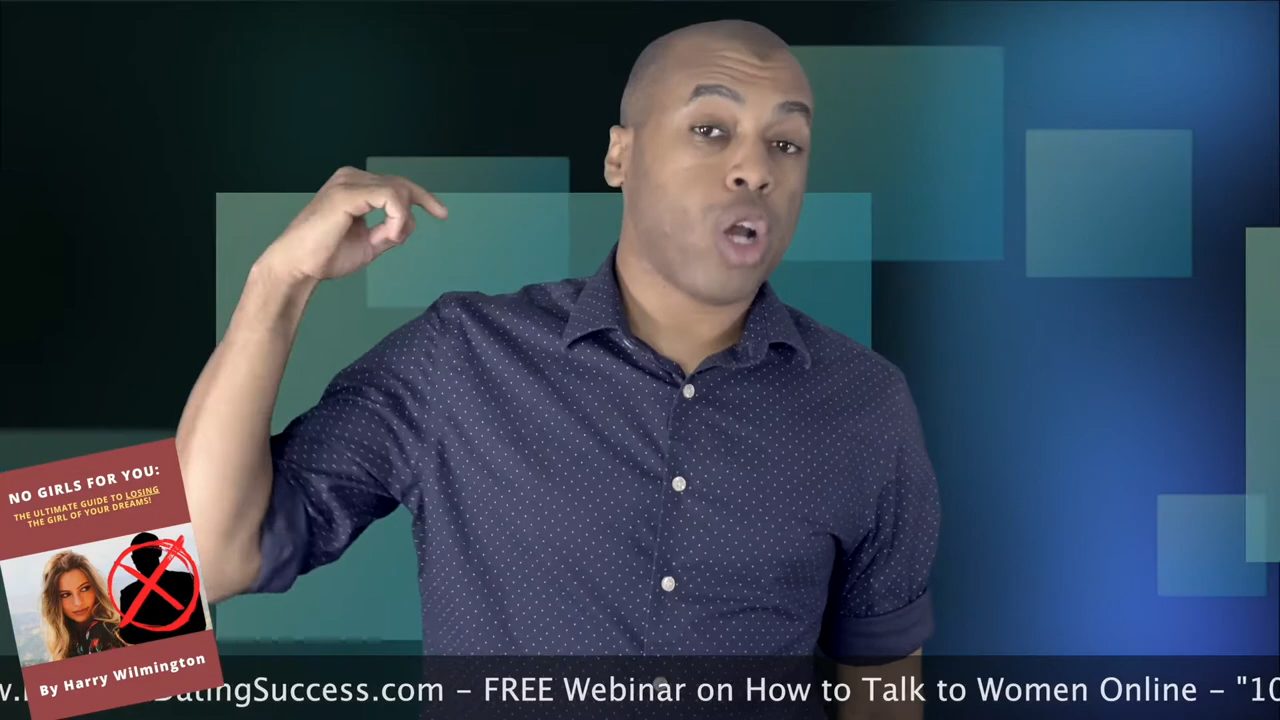 NO GIRLS FOR YOU:
THE ULTIMATE GUIDE TO LOSING
THE GIRL OF YOUR DREAMS!
By Harry Wilmington
DatingSuccess.com – FREE Webinar on How to Talk to Women Online – "10